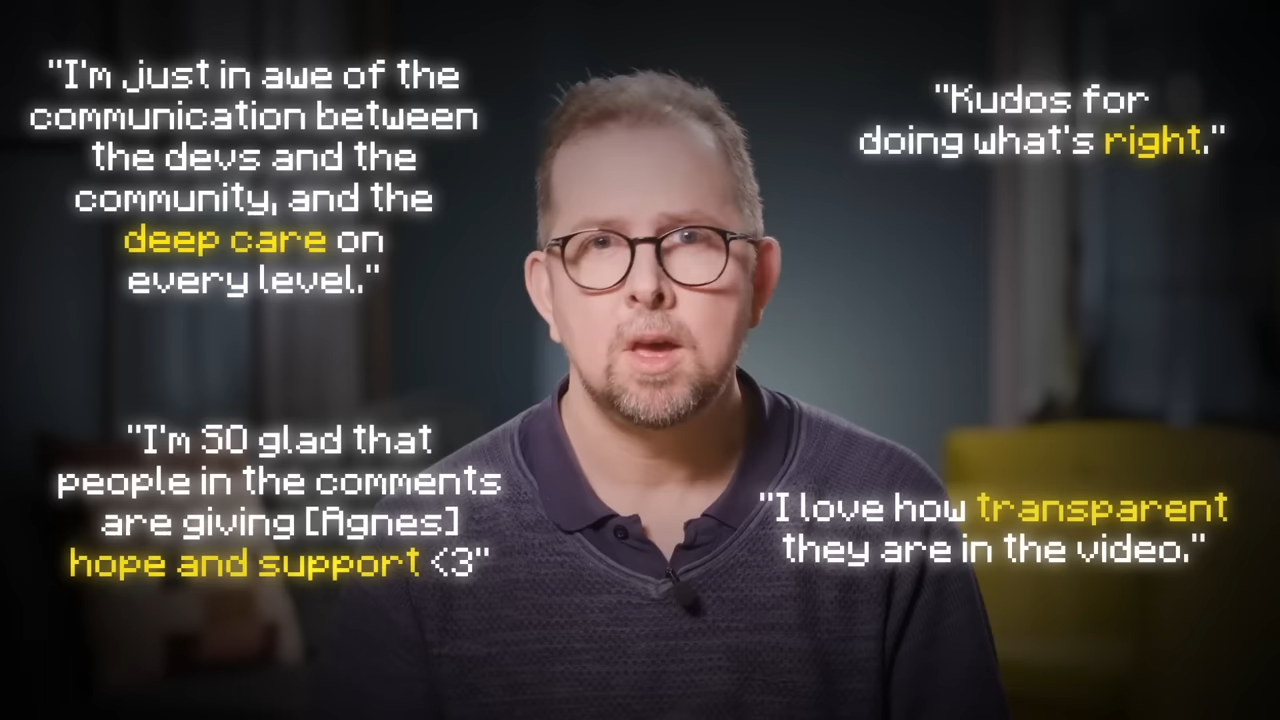 "I'm just in awe of the
communication between
the devs and the
community, and the
deep care on
every level."
"Kudos for
doing what's right."
"I'm SO glad that
people in the comments
are giving [Agnes]
hope and support <3"
"I love how transparent
they are in the video."